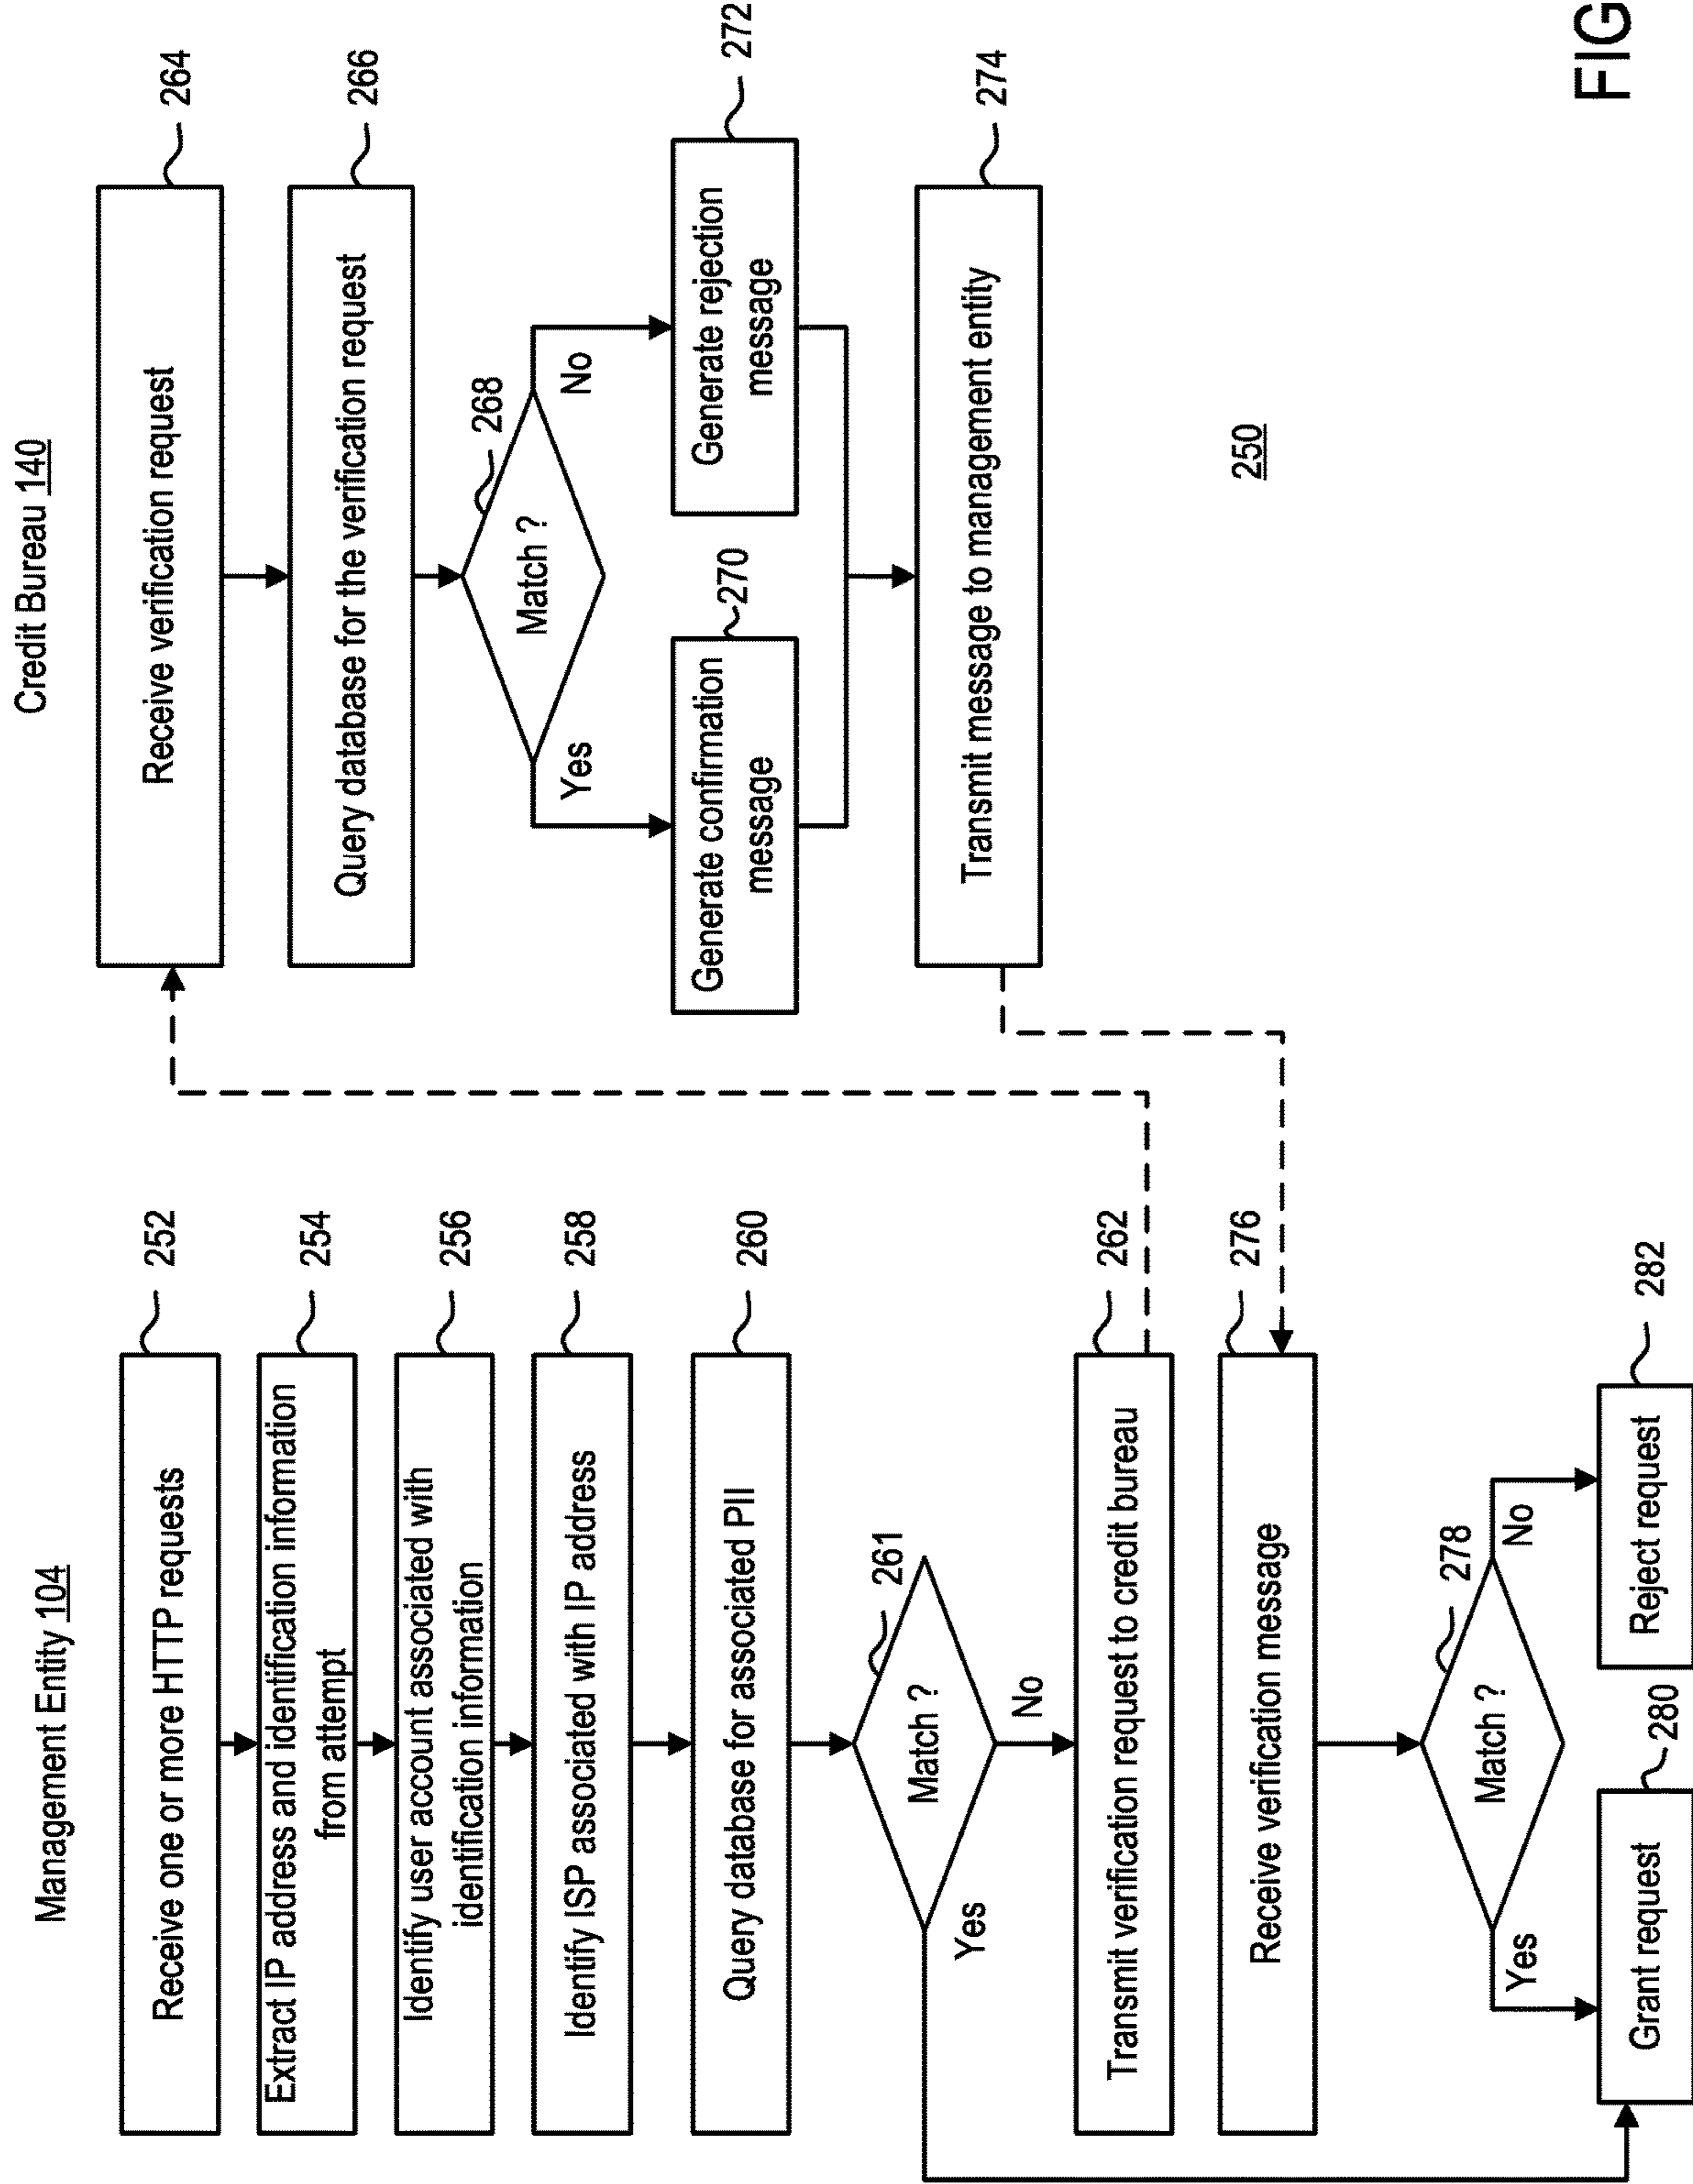 Management Entity 104
Receive one or more HTTP requests
252
Extract IP address and identification information
from attempt
254
Identify user account associated with
identification information
256
Identify ISP associated with IP address
258
Query database for associated PII
260
Match ?
261
Yes
No
Transmit verification request to credit bureau
262
Receive verification message
276
Match ?
278
Yes
No
Grant request
280
Reject request
282
Credit Bureau 140
Receive verification request
264
Query database for the verification request
266
Match ?
268
Yes
No
Generate confirmation
message
270
Generate rejection
message
272
Transmit message to management entity
274
250
FIG